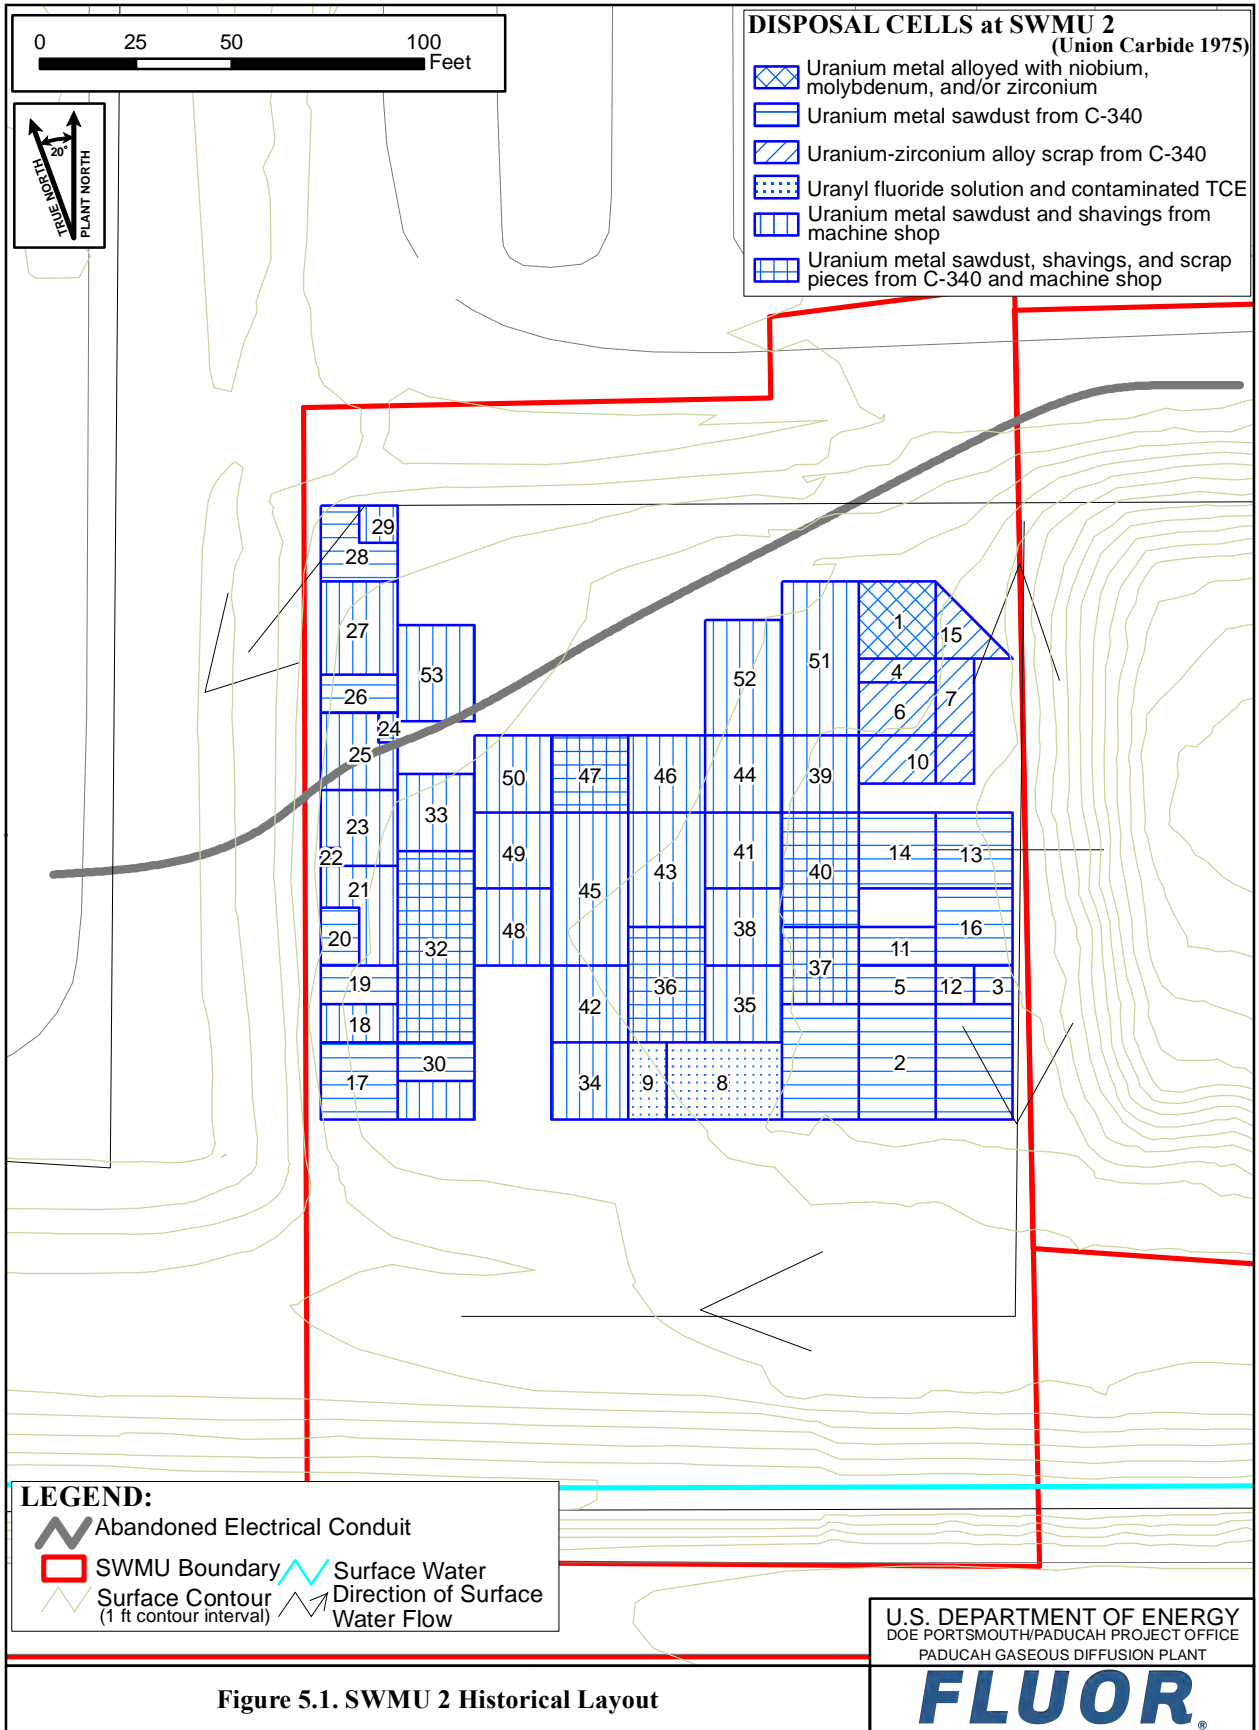 0 25 50 100
Feet
TRUE NORTH
20°
PLANT NORTH
DISPOSAL CELLS at SWMU 2
(Union Carbide 1975)
Uranium metal alloyed with niobium,
molybdenum, and/or zirconium
Uranium metal sawdust from C-340
Uranium-zirconium alloy scrap from C-340
Uranyl fluoride solution and contaminated TCE
Uranium metal sawdust and shavings from
machine shop
Uranium metal sawdust, shavings, and scrap
pieces from C-340 and machine shop
29
28
27
1
15
53
52
51
4
26
6
7
24
25
50
47
46
44
39
10
33
23
22
49
41
14
13
21
45
43
40
20
32
48
38
11
16
19
36
37
5
12
3
18
42
35
30
17
34
9
8
2
LEGEND:
Abandoned Electrical Conduit
SWMU Boundary
Surface Water
Surface Contour
(1 ft contour interval)
Direction of Surface
Water Flow
U.S. DEPARTMENT OF ENERGY
DOE PORTSMOUTH/PADUCAH PROJECT OFFICE
PADUCAH GASEOUS DIFFUSION PLANT
FLUOR®
Figure 5.1. SWMU 2 Historical Layout